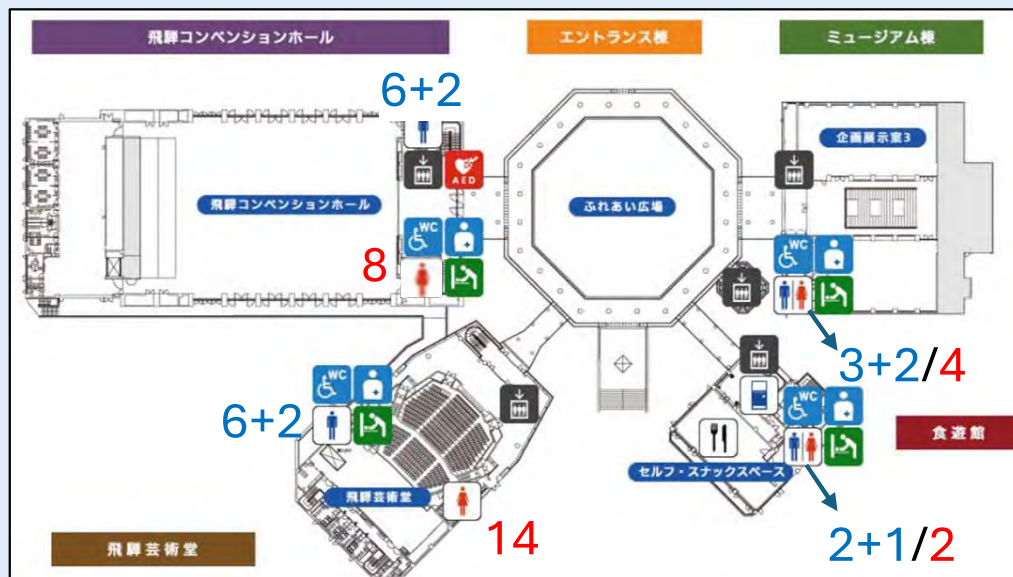 飛騨コンベンションホール
エントランス棟
ミュージアム棟
6+2
企画展示室3
AED
飛騨コンベンションホール
ふれあい広場
WC
8
WC
3+2/4
WC
6+2
WC
食遊館
セルフ・スナックスペース
飛騨芸術堂
14
2+1/2
飛騨芸術堂